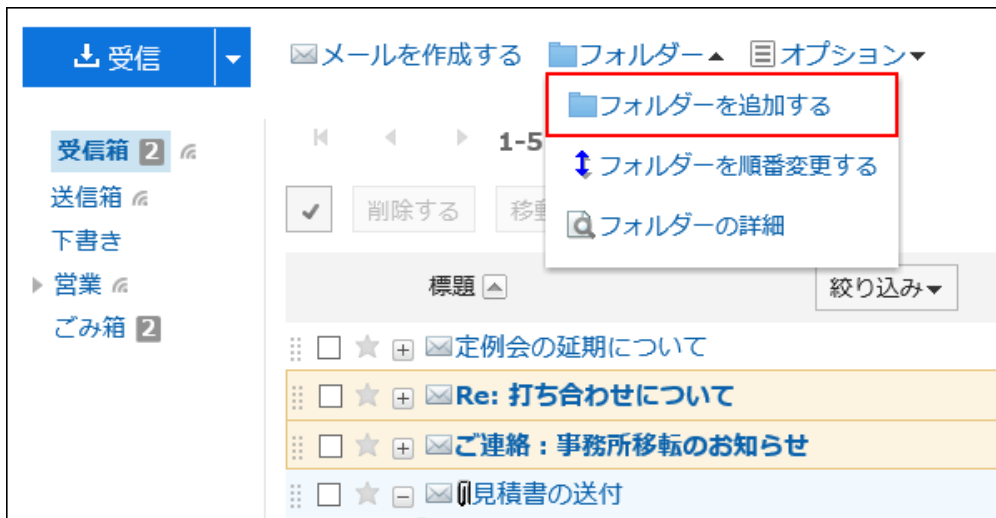 受信
メールを作成する フォルダー オプション
フォルダーを追加する
フォルダーを順番変更する
フォルダーの詳細
受信箱 2
送信箱
下書き
営業
ごみ箱 2
1-5
削除する 移動
標題 絞り込み
定例会の延期について
Re: 打ち合わせについて
ご連絡：事務所移転のお知らせ
見積書の送付